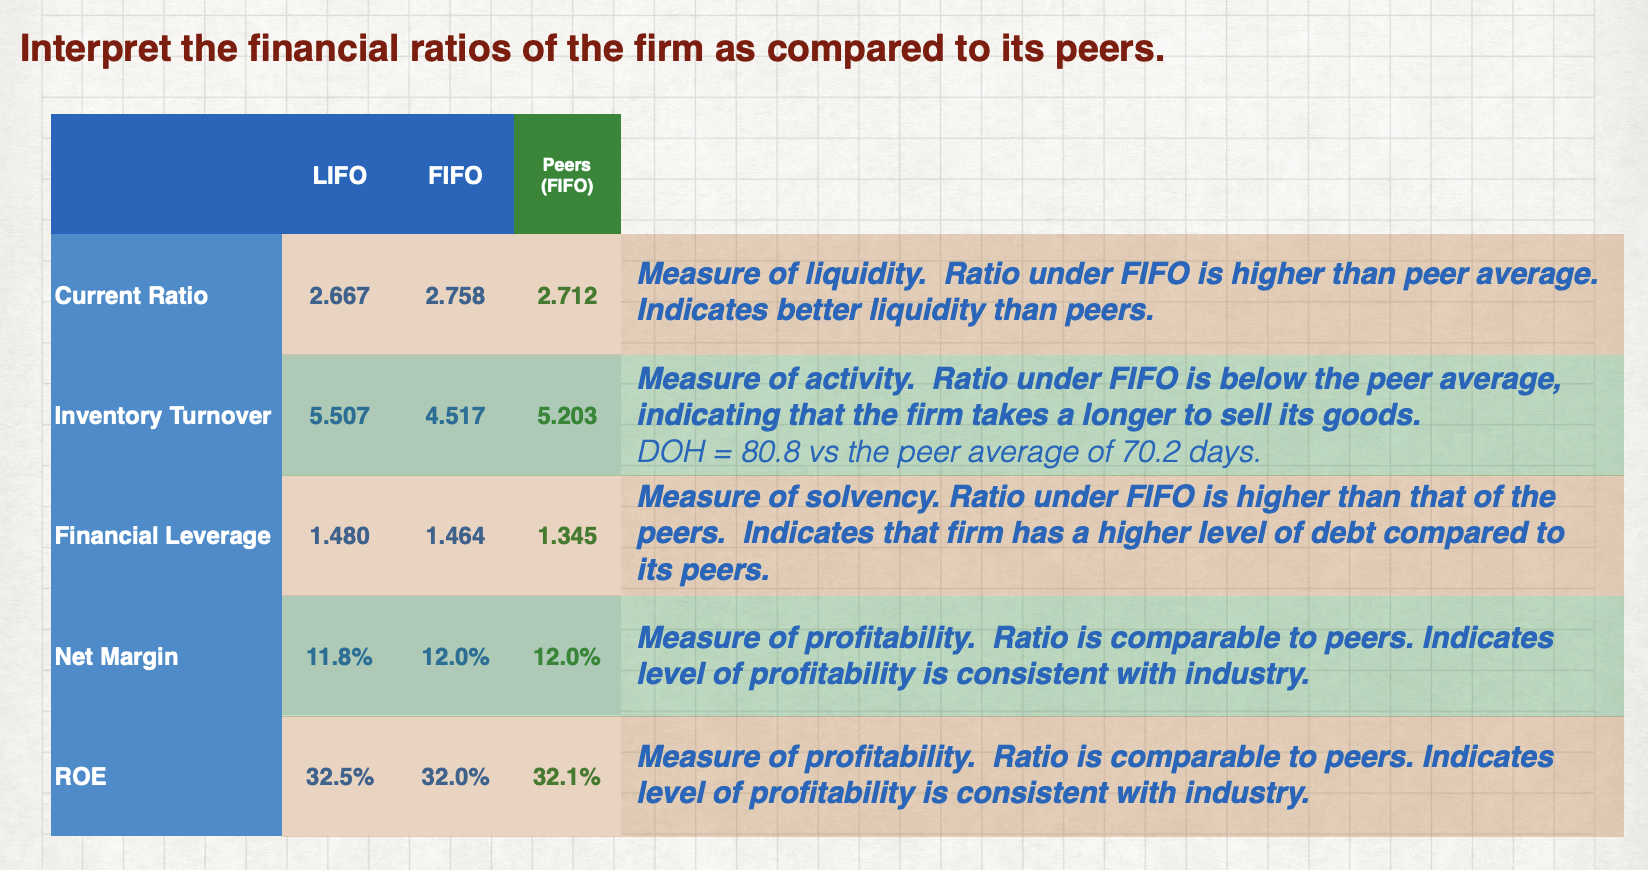 Interpret the financial ratios of the firm as compared to its peers.
LIFO FIFO Peers
(FIFO)
Current Ratio 2.667 2.758 2.712
Measure of liquidity.  Ratio under FIFO is higher than peer average.
Indicates better liquidity than peers.
Inventory Turnover 5.507 4.517 5.203
Measure of activity.  Ratio under FIFO is below the peer average,
indicating that the firm takes a longer to sell its goods.
DOH = 80.8 vs the peer average of 70.2 days.
Financial Leverage 1.480 1.464 1.345
Measure of solvency. Ratio under FIFO is higher than that of the
peers.  Indicates that firm has a higher level of debt compared to
its peers.
Net Margin 11.8% 12.0% 12.0%
Measure of profitability.  Ratio is comparable to peers. Indicates
level of profitability is consistent with industry.
ROE 32.5% 32.0% 32.1%
Measure of profitability.  Ratio is comparable to peers. Indicates
level of profitability is consistent with industry.